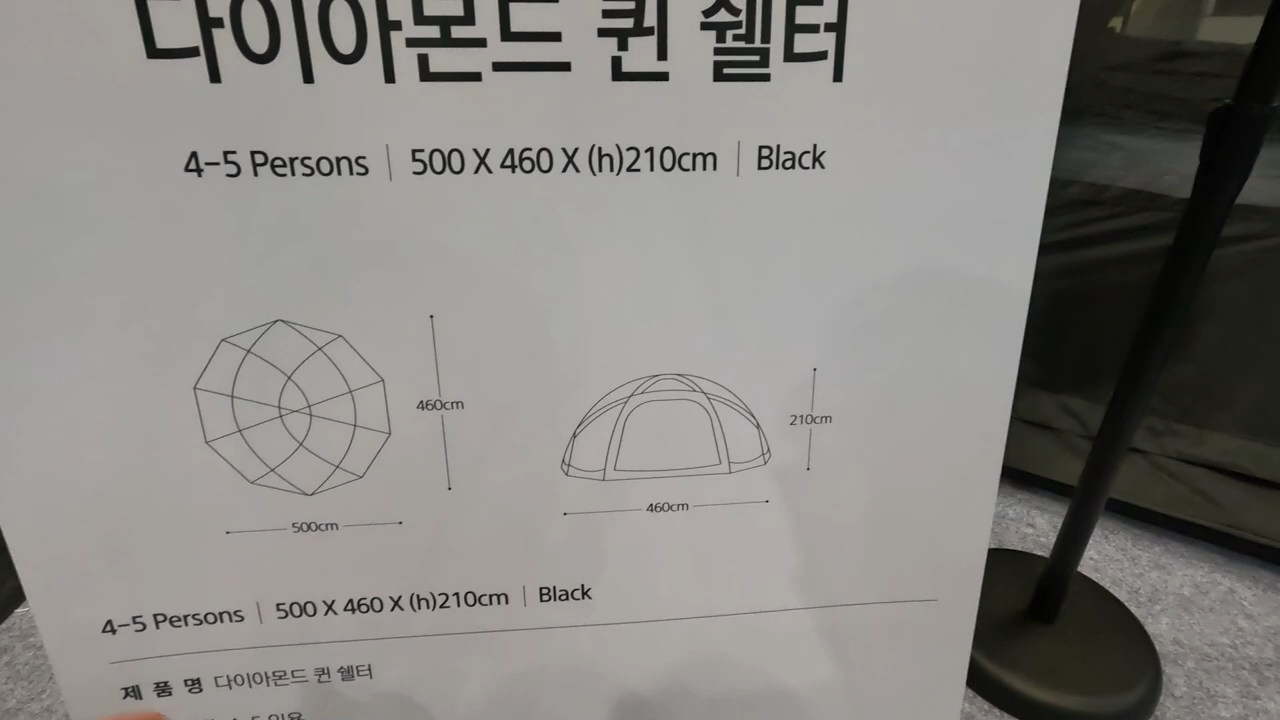 다이아몬드 퀸 쉘터
4-5 Persons | 500 X 460 X (h)210cm | Black
460cm
500cm
210cm
460cm
4-5 Persons | 500 X 460 X (h)210cm | Black
제 품 명 다이아몬드 퀸 쉘터